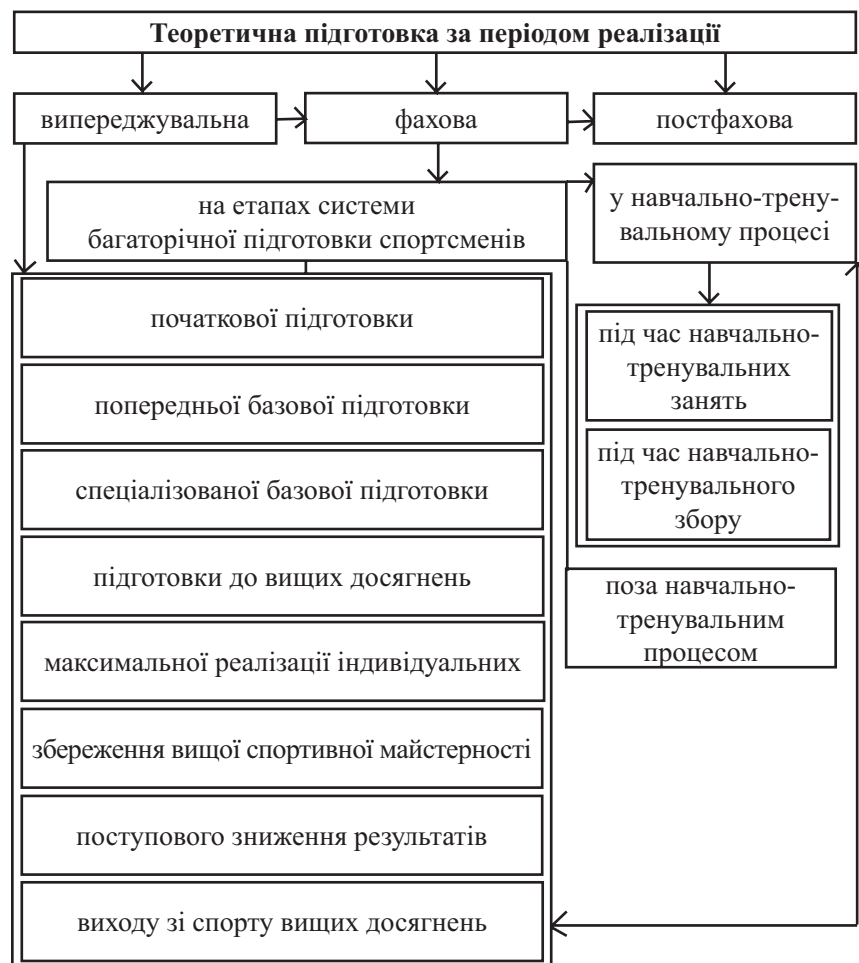 Теоретична підготовка за періодом реалізації
випереджувальна
фахова
постфахова
на етапах системи
багаторічної підготовки спортсменів
у навчально-трену-
вальному процесі
початкової підготовки
попередньої базової підготовки
спеціалізованої базової підготовки
підготовки до вищих досягнень
максимальної реалізації індивідуальних
збереження вищої спортивної майстерності
поступового зниження результатів
виходу зі спорту вищих досягнень
під час навчально-
тренувальних
занять
під час навчально-
тренувального
збору
поза навчально-
тренувальним
процесом